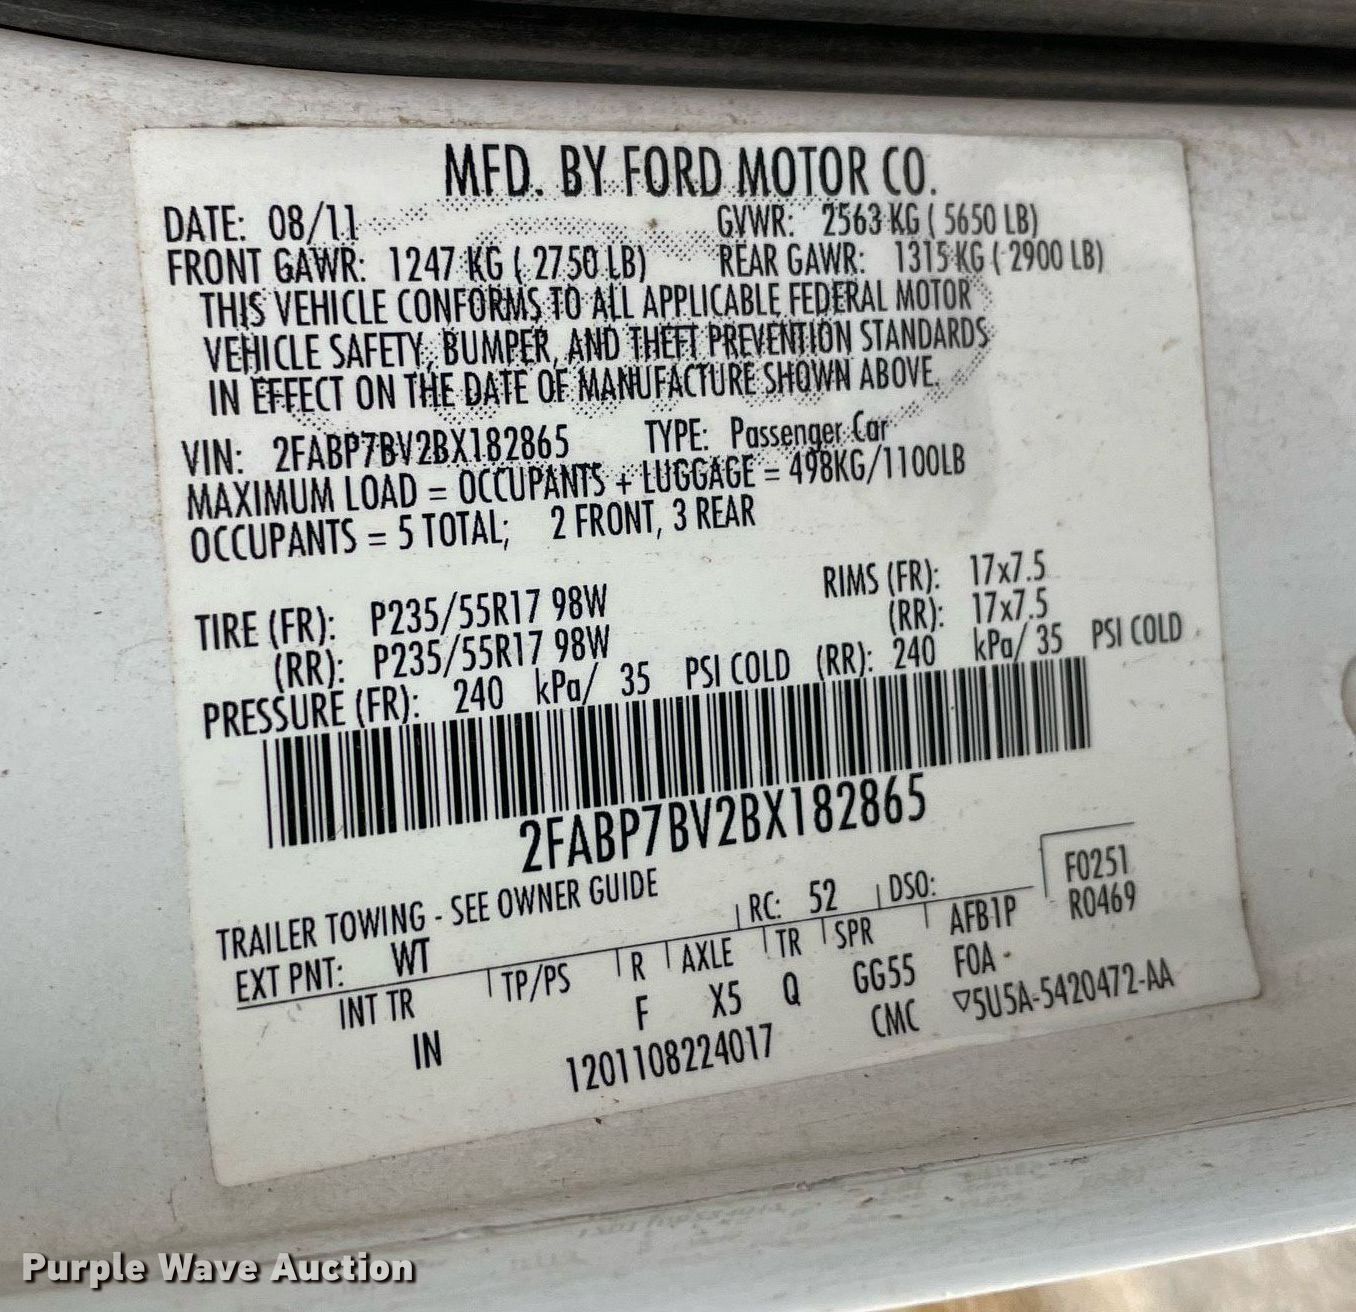 MFD. BY FORD MOTOR CO.
DATE: 08/11 GVWR: 2563 KG ( 5650 LB)
FRONT GAWR: 1247 KG ( 2750 LB) REAR GAWR: 1315 KG ( 2900 LB)
THIS VEHICLE CONFORMS TO ALL APPLICABLE FEDERAL MOTOR
VEHICLE SAFETY, BUMPER, AND THEFT PREVENTION STANDARDS
IN EFFECT ON THE DATE OF MANUFACTURE SHOWN ABOVE.
VIN: 2FABP7BV2BX182865 TYPE: Passenger Car
MAXIMUM LOAD = OCCUPANTS + LUGGAGE = 498KG/1100LB
OCCUPANTS = 5 TOTAL; 2 FRONT, 3 REAR
TIRE (FR): P235/55R17 98W RIMS (FR): 17x7.5
(RR): P235/55R17 98W (RR): 17x7.5
PRESSURE (FR): 240 kPa/ 35 PSI COLD (RR): 240 kPa/ 35 PSI COLD
2FABP7BV2BX182865
TRAILER TOWING - SEE OWNER GUIDE
F0251
EXT PNT: WT RC: 52 DSO: R0469
INT TR TP/PS R AXLE TR SPR AFB1P
IN F X5 Q GG55 FOA
1201108224017 CMC ▽5U5A-5420472-AA
Purple Wave Auction